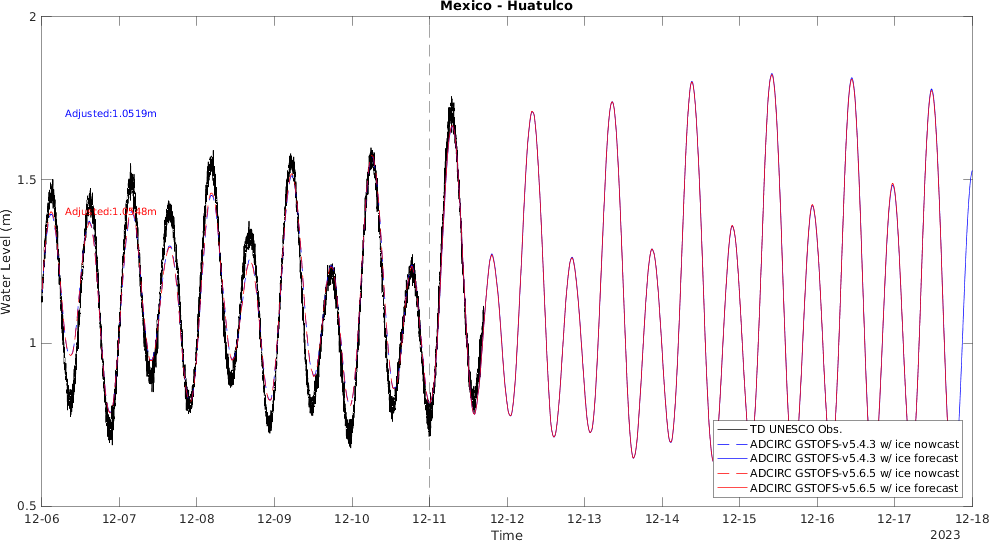 Mexico - Huatulco
2
1.5
1
0.5
Water Level (m)
Adjusted:1.0519m
Adjusted:1.0548m
TD UNESCO Obs.
ADCIRC GSTOFS-v5.4.3 w/ ice nowcast
ADCIRC GSTOFS-v5.4.3 w/ ice forecast
ADCIRC GSTOFS-v5.6.5 w/ ice nowcast
ADCIRC GSTOFS-v5.6.5 w/ ice forecast
12-06 12-07 12-08 12-09 12-10 12-11 12-12 12-13 12-14 12-15 12-16 12-17 12-18
Time
2023